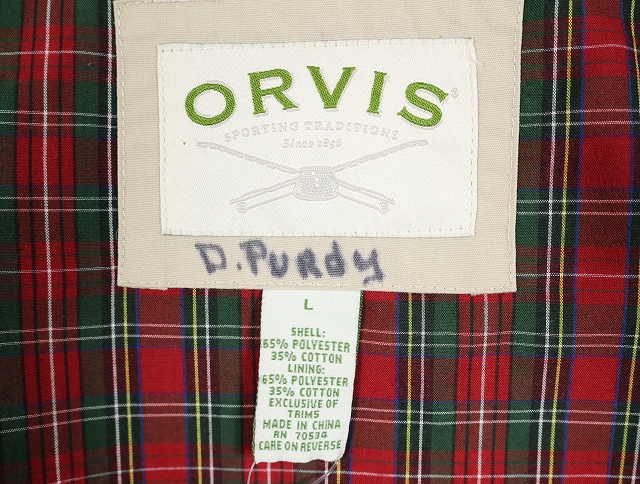 ORVIS®
SPORTING TRADITIONS
Since 1856
D. Purdy
L
SHELL:
65% POLYESTER
35% COTTON
LINING:
65% POLYESTER
35% COTTON
EXCLUSIVE OF
TRIMS
MADE IN CHINA
RN 70534
CARE ON REVERSE